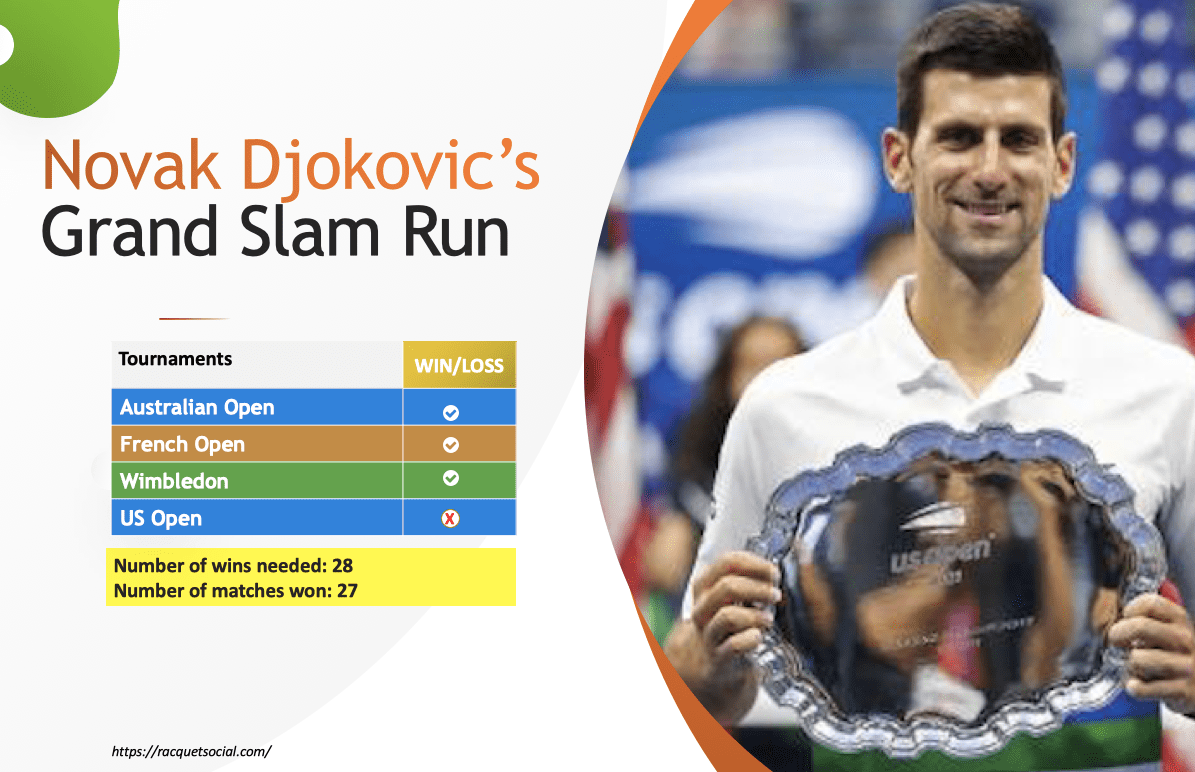 Novak Djokovic’s
Grand Slam Run
Tournaments WIN/LOSS
Australian Open
French Open
Wimbledon
US Open X
Number of wins needed: 28
Number of matches won: 27
https://racquetsocial.com/
us open